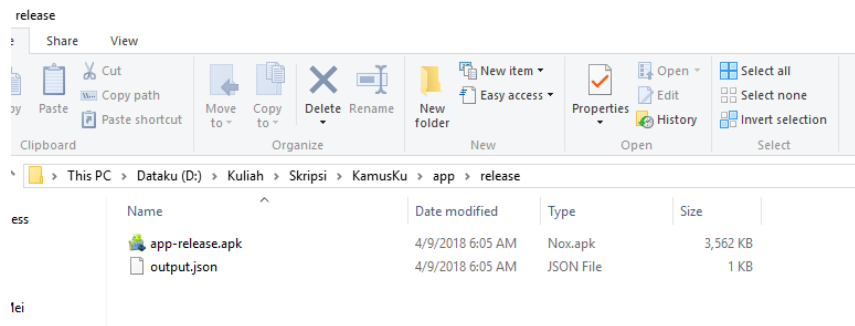 release
Share View
Cut
Copy path
Paste shortcut
Paste
Clipboard
Move to
Copy to
Delete
Rename
Organize
New folder
New item
Easy access
New
Properties
Open
Edit
History
Open
Select all
Select none
Invert selection
Select
This PC > Dataku (D:) > Kuliah > Skripsi > KamusKu > app > release
Name Date modified Type Size
app-release.apk 4/9/2018 6:05 AM Nox.apk 3,562 KB
output.json 4/9/2018 6:05 AM JSON File 1 KB
ess